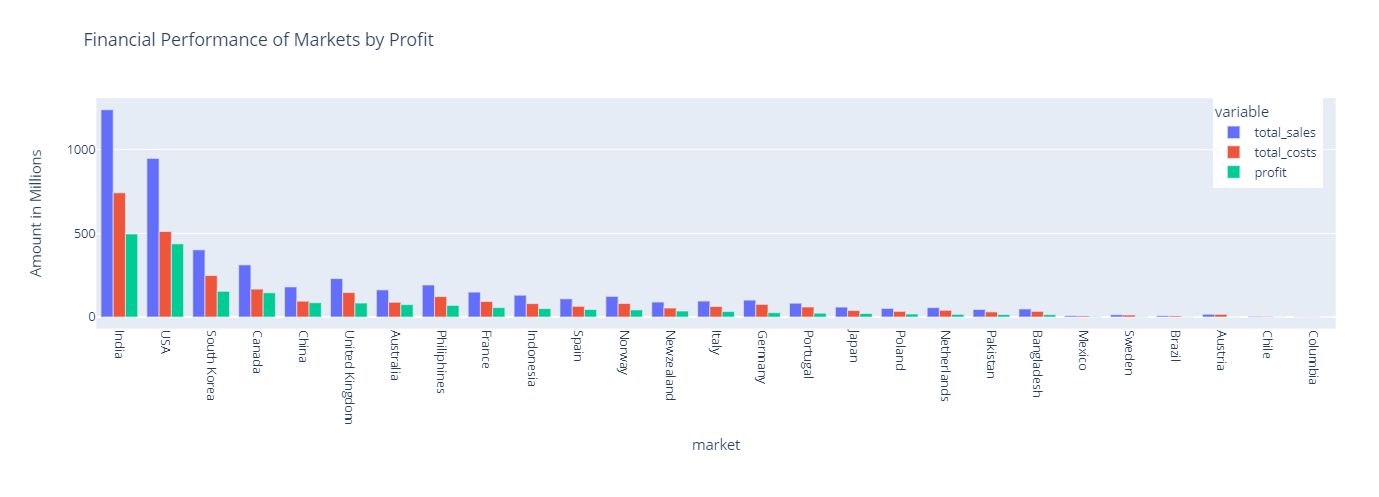 Financial Performance of Markets by Profit
variable
total_sales
total_costs
profit
Amount in Millions
1000
500
0
India
USA
South Korea
Canada
China
United Kingdom
Australia
Philiphines
France
Indonesia
Spain
Norway
Newzealand
Italy
Germany
Portugal
Japan
Poland
Netherlands
Pakistan
Bangladesh
Mexico
Sweden
Brazil
Austria
Chile
Columbia
market